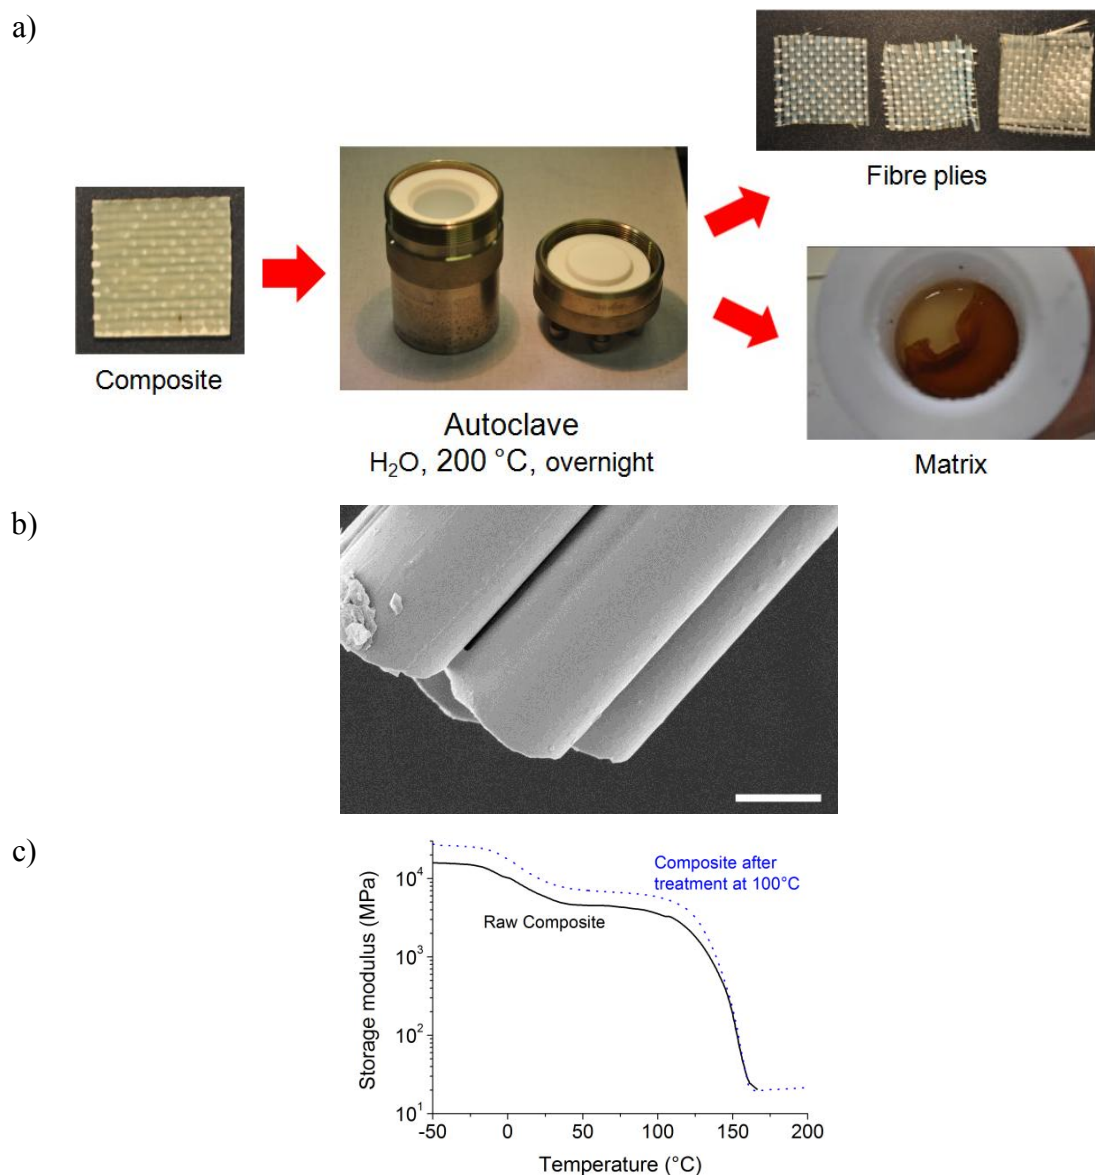 a)
Composite
Autoclave
H₂O, 200 °C, overnight
Fibre plies
Matrix
b)
c)
Storage modulus (MPa)
10⁴
10³
10²
10¹
Composite after
treatment at 100°C
Raw Composite
-50 0 50 100 150 200
Temperature (°C)